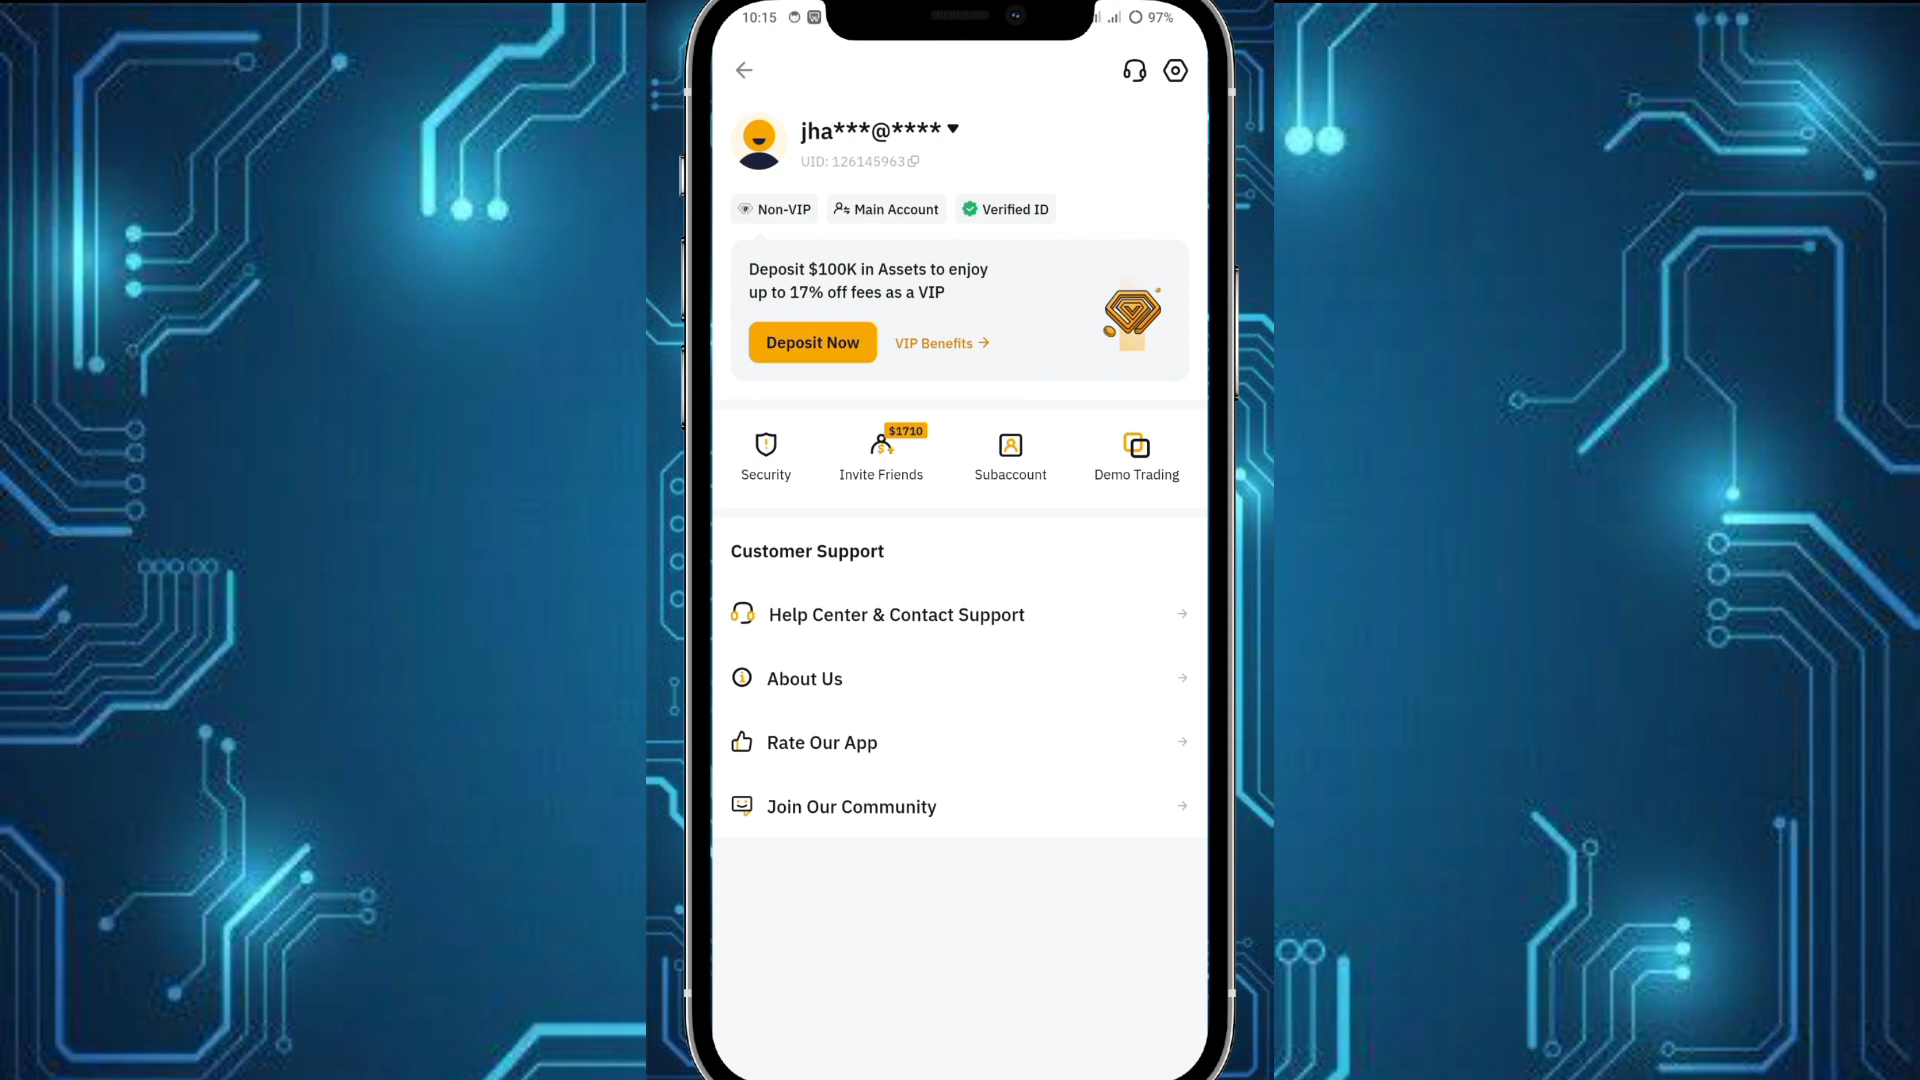 10:15
97%
jha***@****
UID: 126145963
Non-VIP
Main Account
Verified ID
Deposit $100K in Assets to enjoy
up to 17% off fees as a VIP
Deposit Now
VIP Benefits
$1710
Security
Invite Friends
Subaccount
Demo Trading
Customer Support
Help Center & Contact Support
About Us
Rate Our App
Join Our Community